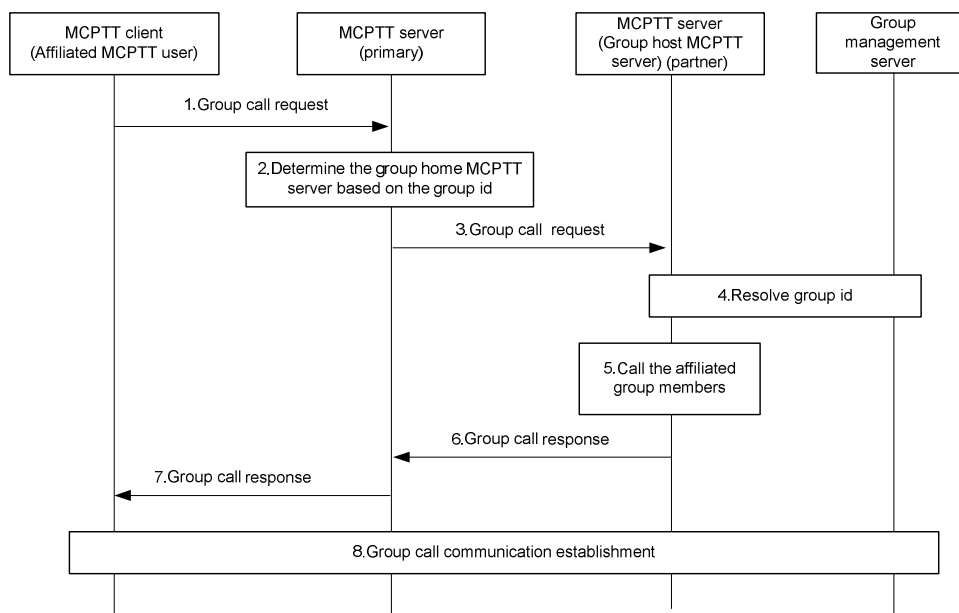 MCPTT client
(Affiliated MCPTT user)
MCPTT server
(primary)
MCPTT server
(Group host MCPTT
server) (partner)
Group
management
server
1.Group call request
2.Determine the group home MCPTT
server based on the group id
3.Group call request
4.Resolve group id
5.Call the affiliated
group members
6.Group call response
7.Group call response
8.Group call communication establishment